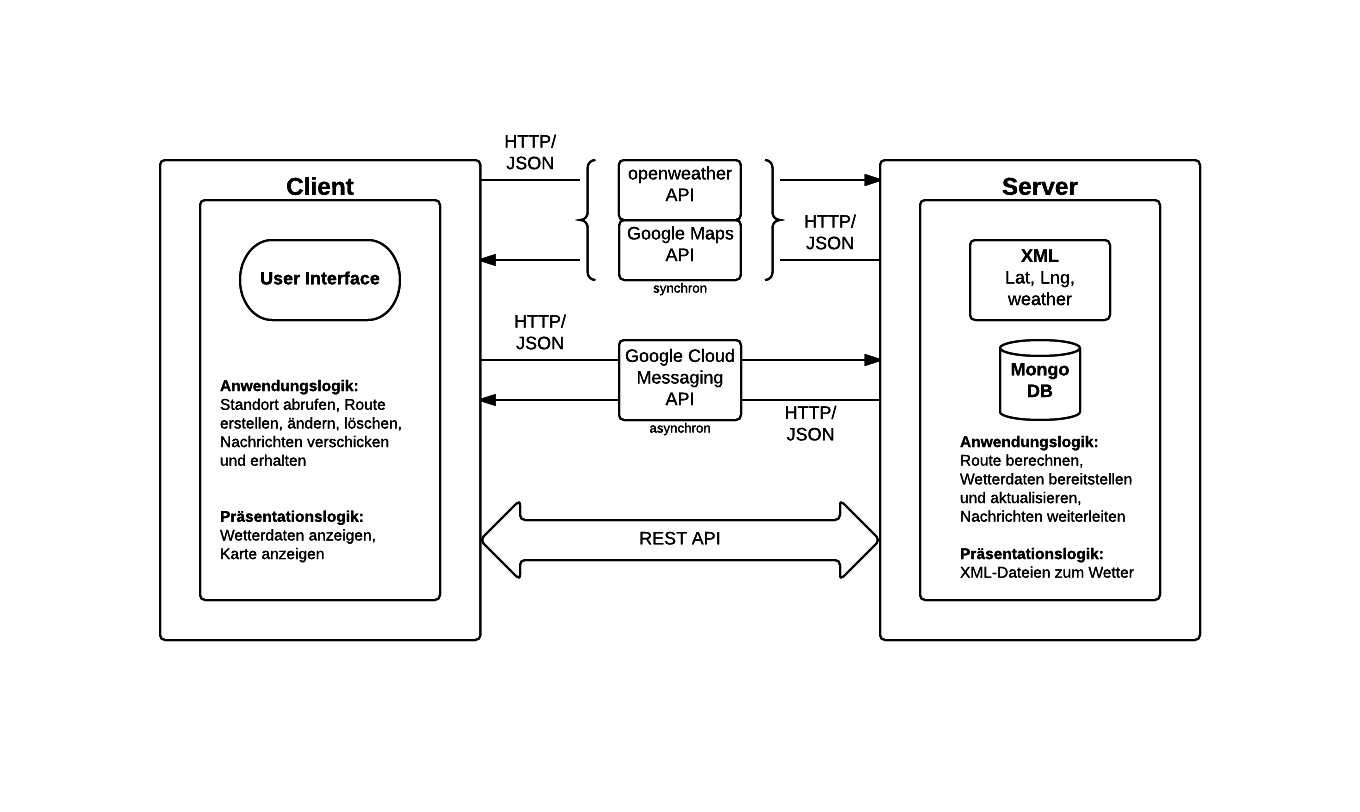 Client
User Interface
Anwendungslogik:
Standort abrufen, Route
erstellen, ändern, löschen,
Nachrichten verschicken
und erhalten
Präsentationslogik:
Wetterdaten anzeigen,
Karte anzeigen
HTTP/
JSON
openweather
API
Google Maps
API
synchron
HTTP/
JSON
HTTP/
JSON
Google Cloud
Messaging
API
asynchron
HTTP/
JSON
REST API
Server
XML
Lat, Lng,
weather
Mongo
DB
Anwendungslogik:
Route berechnen,
Wetterdaten bereitstellen
und aktualisieren,
Nachrichten weiterleiten
Präsentationslogik:
XML-Dateien zum Wetter